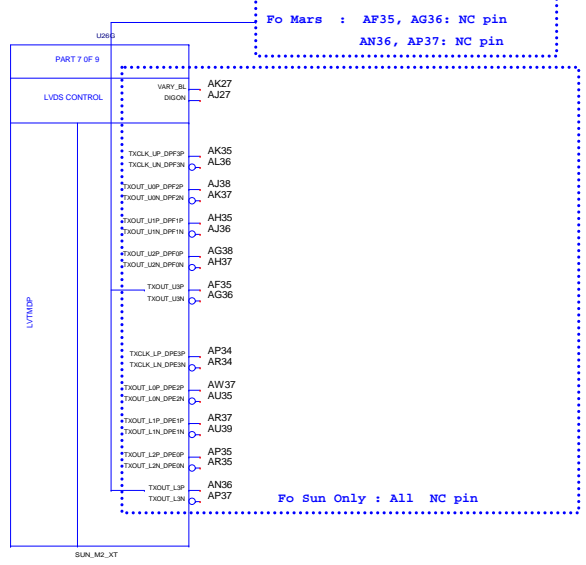 Fo Mars : AF35, AG36: NC pin
AN36, AP37: NC pin
U26G
PART 7 0F 9
LVDS CONTROL
VARY_BL AK27
DIGON AJ27
TXCLK_UP_DPF3P AK35
TXCLK_UN_DPF3N AL36
TXOUT_U0P_DPF2P AJ38
TXOUT_U0N_DPF2N AK37
TXOUT_U1P_DPF1P AH35
TXOUT_U1N_DPF1N AJ36
TXOUT_U2P_DPF0P AG38
TXOUT_U2N_DPF0N AH37
TXOUT_U3P AF35
TXOUT_U3N AG36
LVTMDP
TXCLK_LP_DPE3P AP34
TXCLK_LN_DPE3N AR34
TXOUT_L0P_DPE2P AW37
TXOUT_L0N_DPE2N AU35
TXOUT_L1P_DPE1P AR37
TXOUT_L1N_DPE1N AU39
TXOUT_L2P_DPE0P AP35
TXOUT_L2N_DPE0N AR35
TXOUT_L3P AN36
TXOUT_L3N AP37
Fo Sun Only : All NC pin
SUN_M2_XT